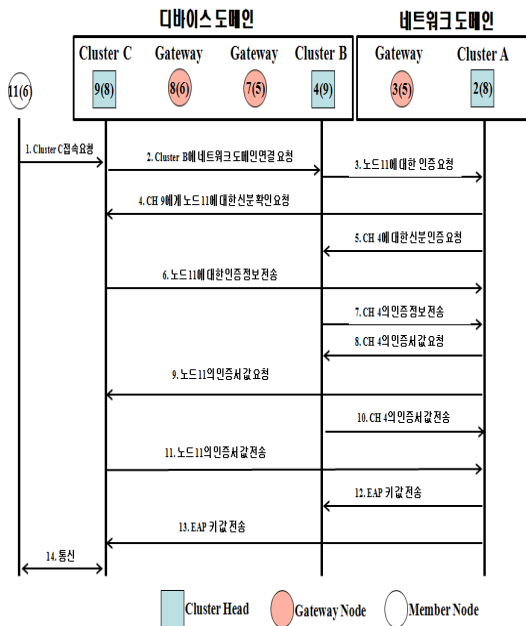 디바이스 도메인
네트워크 도메인
Cluster C Gateway Gateway Cluster B Gateway Cluster A
11(6) 9(8) 8(6) 7(5) 4(9) 3(5) 2(8)
1. Cluster C접속요청
2. Cluster B에 네트워크 도메인연결 요청
3. 노드11에 대한 인증요청
4. CH 9에게 노드11에 대한신분확인요청
5. CH 4에 대한신분인증요청
6. 노드11에 대한인증정보전송
7. CH 4의 인증정보전송
8. CH 4의 인증서값요청
9. 노드11의 인증서값요청
10. CH 4의인증서값전송
11. 노드11의인증서값전송
12. EAP 키값 전송
13. EAP 키값 전송
14. 통신
Cluster Head Gateway Node Member Node